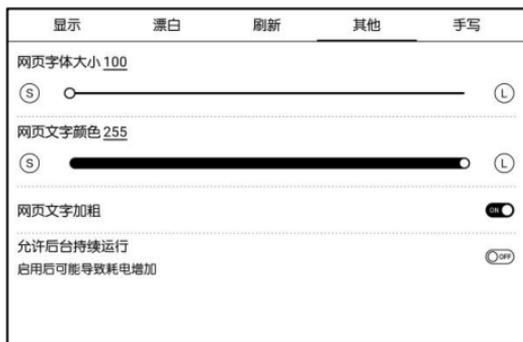 显示 漂白 刷新 其他 手写
网页字体大小 100
S L
网页文字颜色 255
S L
网页文字加粗 ON
允许后台持续运行 OFF
启用后可能导致耗电增加